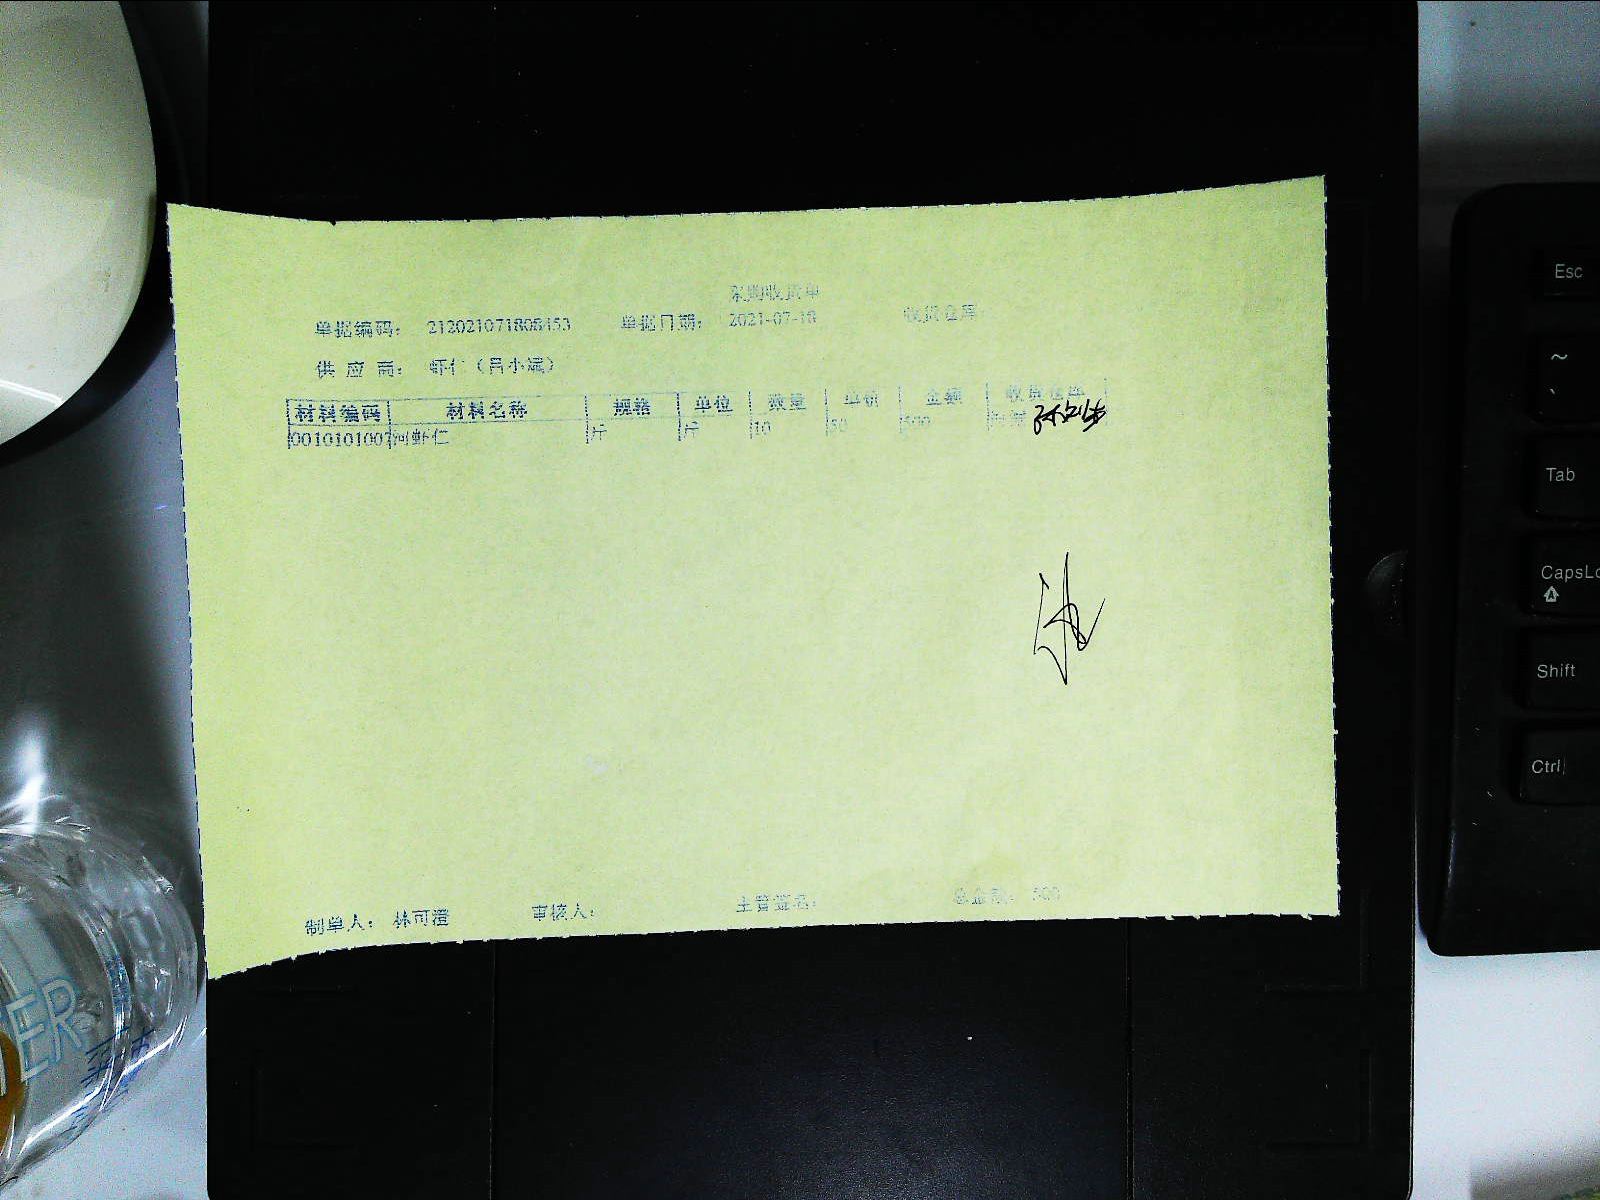 采购收货单
单据编码： 212021071808453 单据日期： 2021-07-18 收货仓库
供 应 商： 虾仁（吕小斌）
材料编码 材料名称 规格 单位 数量 单价 金额 收货仓库
0010101007 河虾仁 斤 斤 10 50 500
制单人： 林可澄 审核人： 主管签名： 总金额： 500
Esc
~
`
Tab
CapsLo
A
Shift
Ctrl